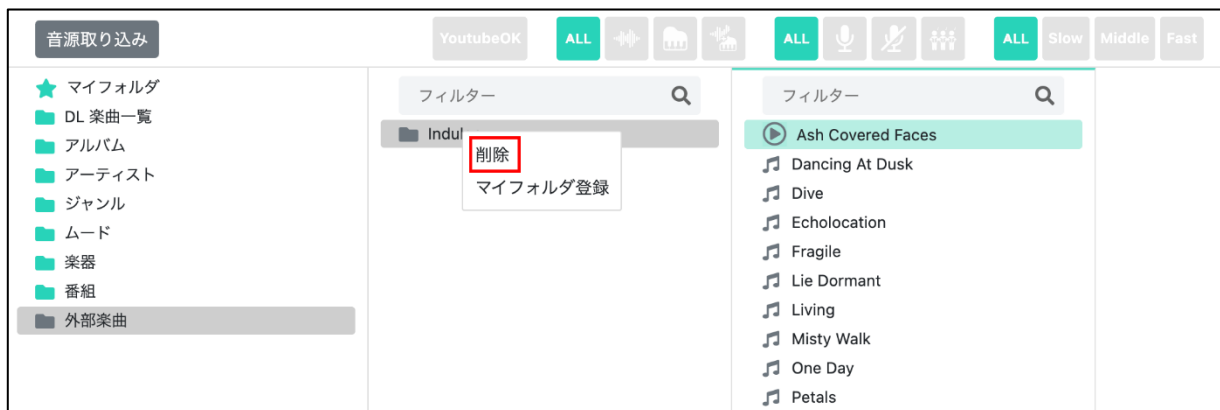 音源取り込み
YoutubeOK
ALL
ALL
ALL
Slow
Middle
Fast
マイフォルダ
DL 楽曲一覧
アルバム
アーティスト
ジャンル
ムード
楽器
番組
外部楽曲
フィルター
削除
マイフォルダ登録
フィルター
Ash Covered Faces
Dancing At Dusk
Dive
Echolocation
Fragile
Lie Dormant
Living
Misty Walk
One Day
Petals